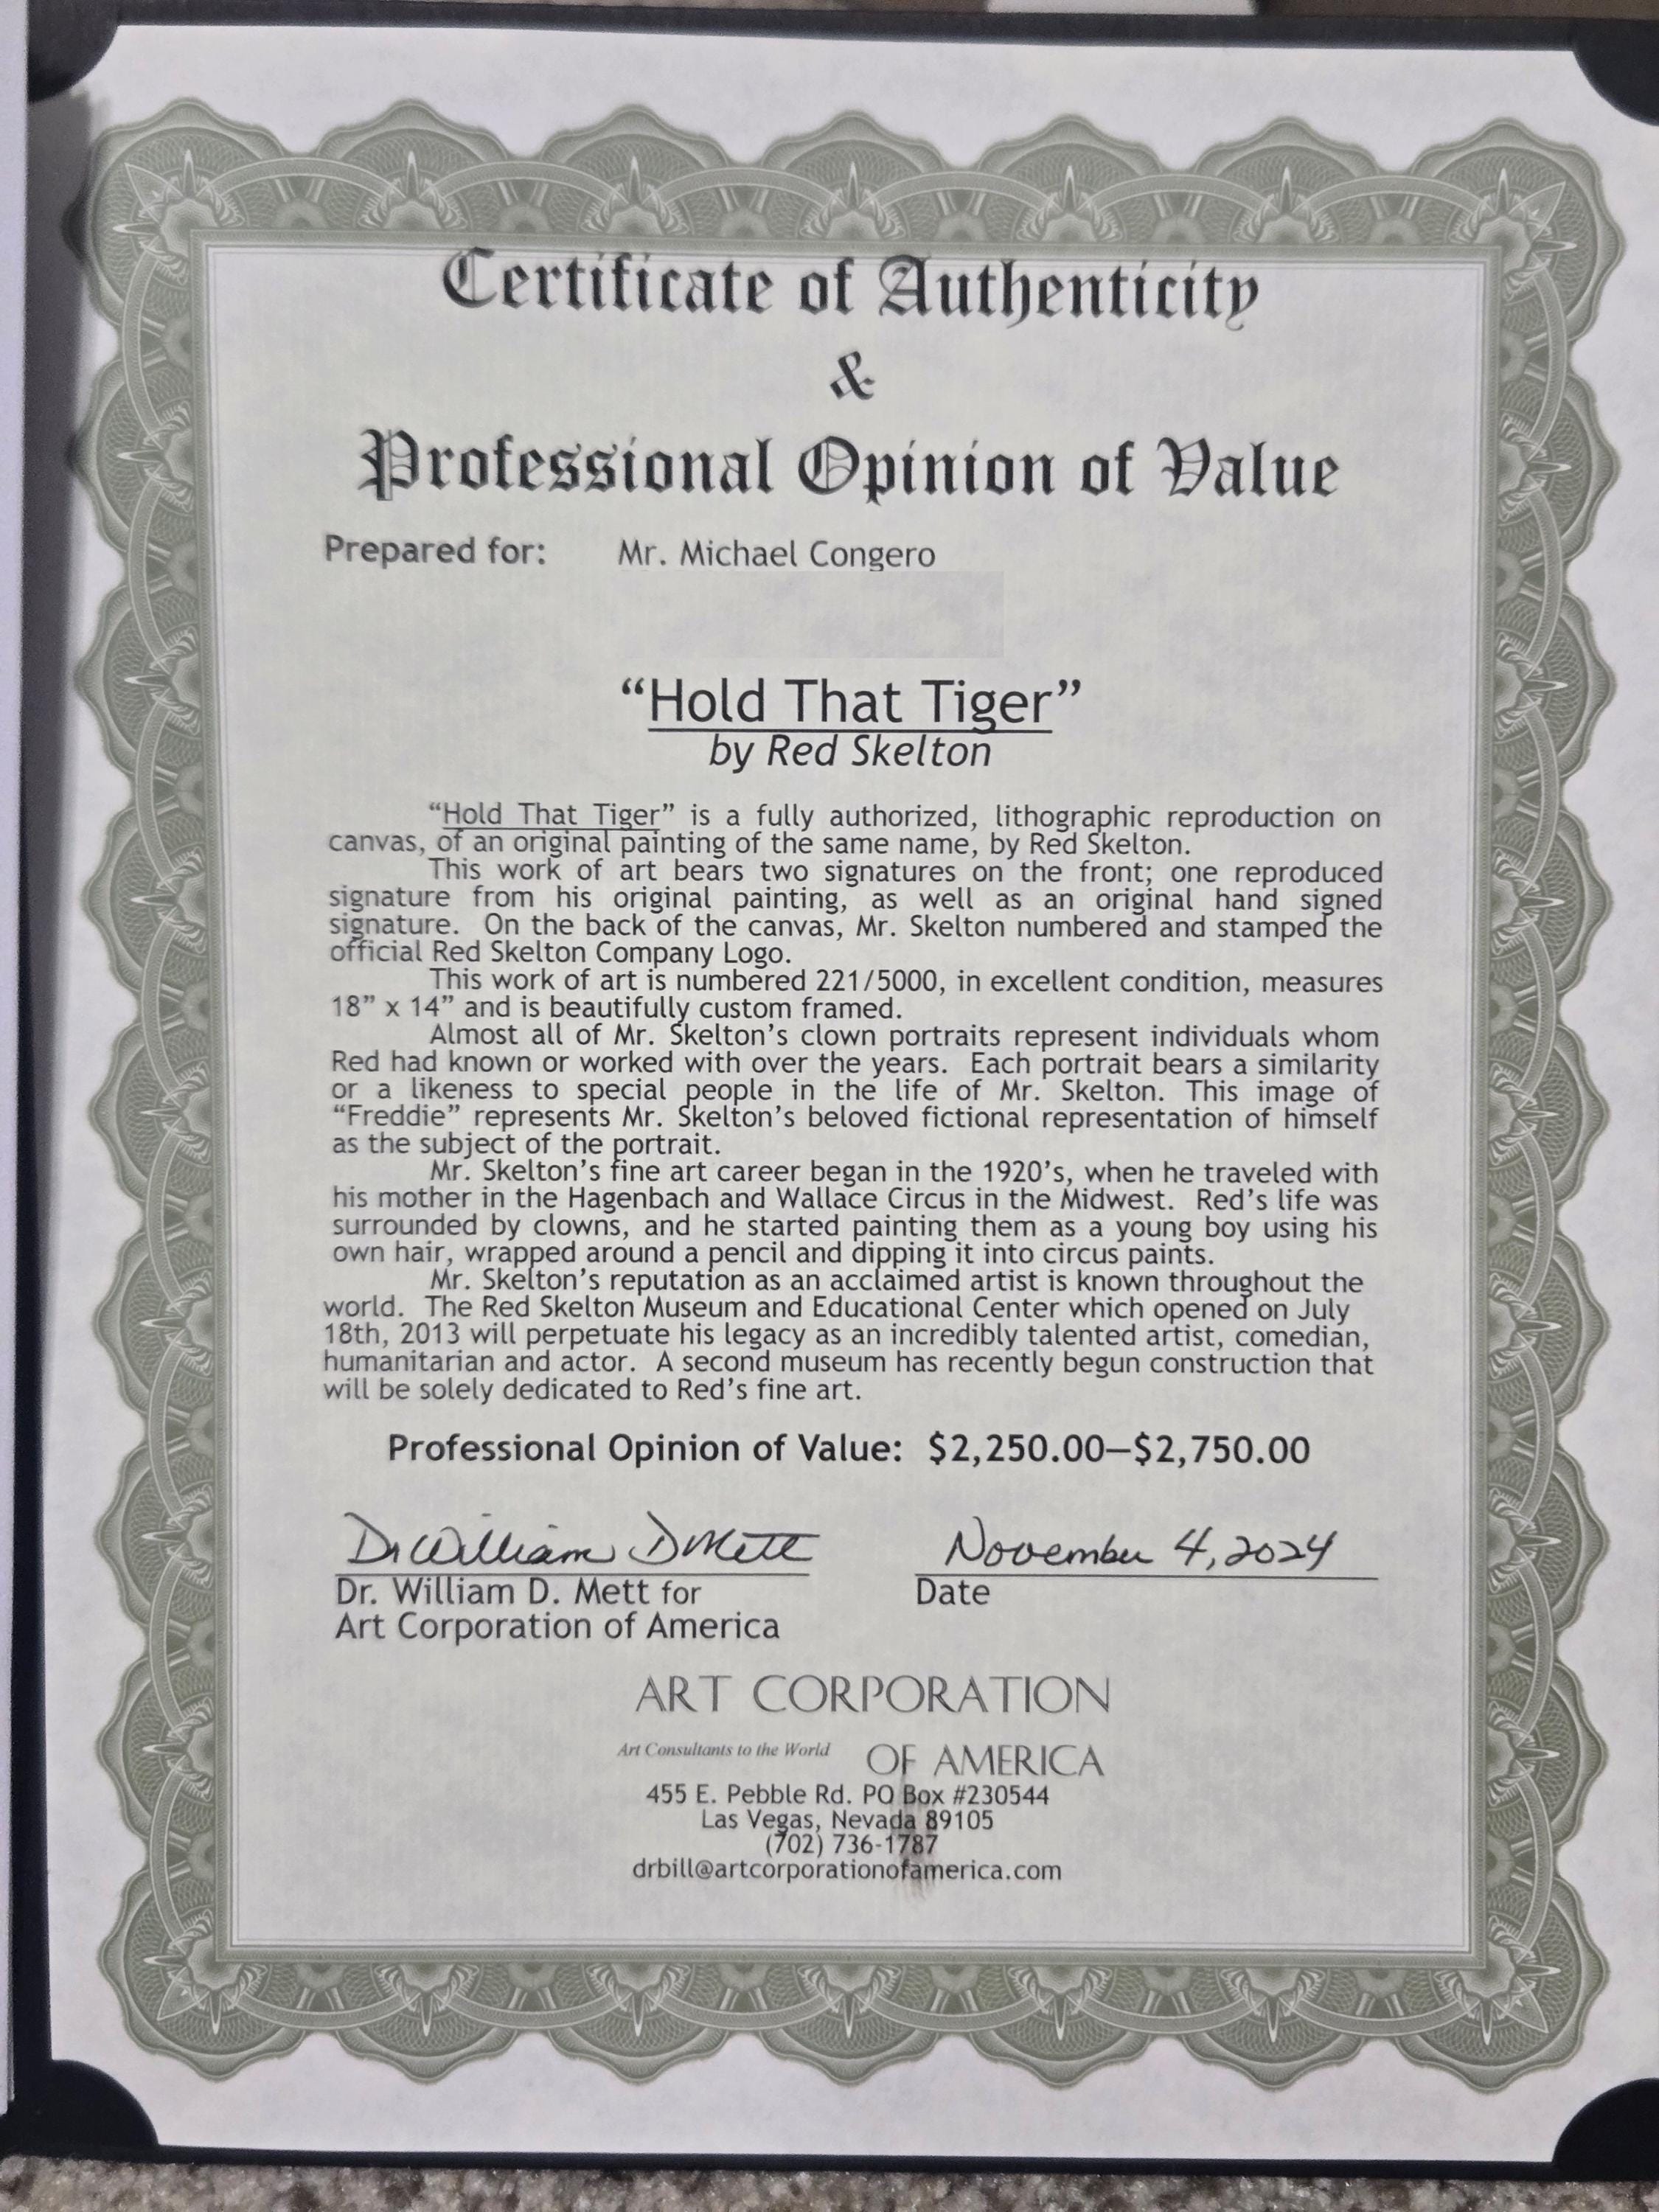 Certificate of Authenticity
&
Professional Opinion of Value
Prepared for: Mr. Michael Congero
“Hold That Tiger”
by Red Skelton
“Hold That Tiger” is a fully authorized, lithographic reproduction on
canvas, of an original painting of the same name, by Red Skelton.
This work of art bears two signatures on the front; one reproduced
signature from his original painting, as well as an original hand signed
signature. On the back of the canvas, Mr. Skelton numbered and stamped the
official Red Skelton Company Logo.
This work of art is numbered 221/5000, in excellent condition, measures
18” x 14” and is beautifully custom framed.
Almost all of Mr. Skelton’s clown portraits represent individuals whom
Red had known or worked with over the years. Each portrait bears a similarity
or a likeness to special people in the life of Mr. Skelton. This image of
“Freddie” represents Mr. Skelton’s beloved fictional representation of himself
as the subject of the portrait.
Mr. Skelton’s fine art career began in the 1920’s, when he traveled with
his mother in the Hagenbach and Wallace Circus in the Midwest. Red’s life was
surrounded by clowns, and he started painting them as a young boy using his
own hair, wrapped around a pencil and dipping it into circus paints.
Mr. Skelton’s reputation as an acclaimed artist is known throughout the
world. The Red Skelton Museum and Educational Center which opened on July
18th, 2013 will perpetuate his legacy as an incredibly talented artist, comedian,
humanitarian and actor. A second museum has recently begun construction that
will be solely dedicated to Red’s fine art.
Professional Opinion of Value: $2,250.00–$2,750.00
Dr William D Mett November 4, 2024
Dr. William D. Mett for Date
Art Corporation of America
ART CORPORATION
Art Consultants to the World OF AMERICA
455 E. Pebble Rd. PO Box #230544
Las Vegas, Nevada 89105
(702) 736-1787
drbill@artcorporationofamerica.com